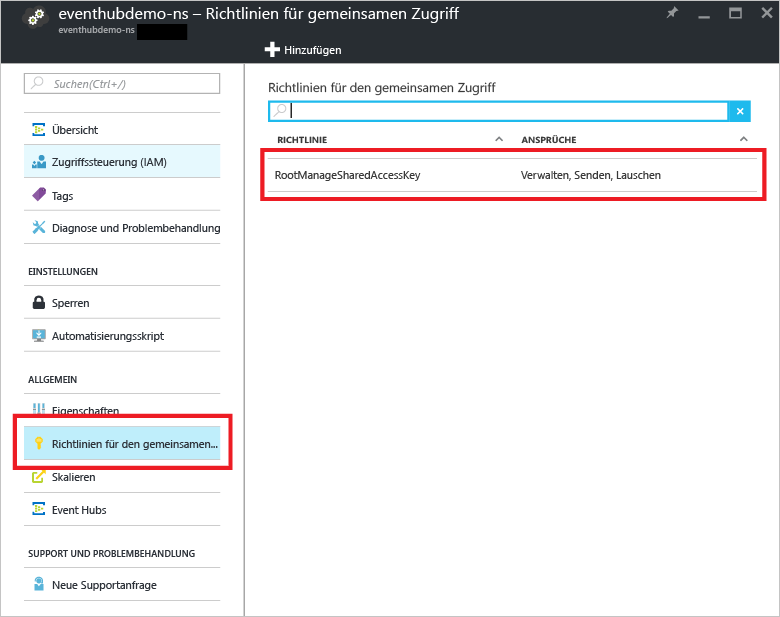 eventhubdemo-ns – Richtlinien für gemeinsamen Zugriff
eventhubdemo-ns
Hinzufügen
Suchen(Ctrl+/)
Übersicht
Zugriffssteuerung (IAM)
Tags
Diagnose und Problembehandlung
EINSTELLUNGEN
Sperren
Automatisierungsskript
ALLGEMEIN
Eigenschaften
Richtlinien für den gemeinsamen...
Skalieren
Event Hubs
SUPPORT UND PROBLEMBEHANDLUNG
Neue Supportanfrage
Richtlinien für den gemeinsamen Zugriff
RICHTLINIE ANSPRÜCHE
RootManageSharedAccessKey Verwalten, Senden, Lauschen